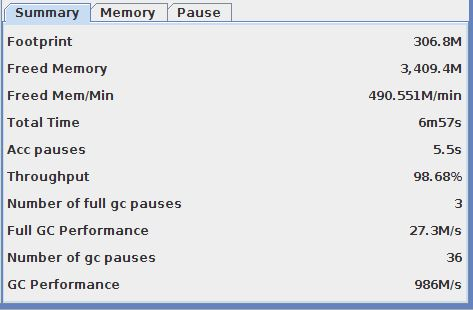 Summary Memory Pause
Footprint 306.8M
Freed Memory 3,409.4M
Freed Mem/Min 490.551M/min
Total Time 6m57s
Acc pauses 5.5s
Throughput 98.68%
Number of full gc pauses 3
Full GC Performance 27.3M/s
Number of gc pauses 36
GC Performance 986M/s